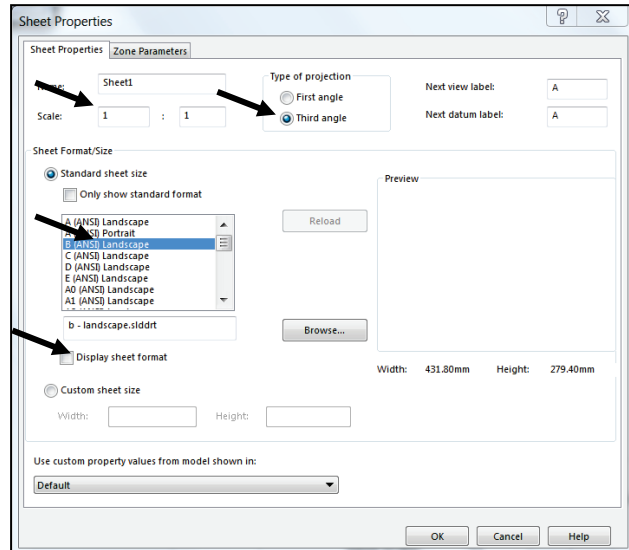 Sheet Properties
Sheet Properties Zone Parameters
Sheet1
Scale: 1 : 1
Type of projection
First angle
Third angle
Next view label: A
Next datum label: A
Sheet Format/Size
Standard sheet size
Only show standard format
A (ANSI) Landscape
A (ANSI) Portrait
B (ANSI) Landscape
C (ANSI) Landscape
D (ANSI) Landscape
E (ANSI) Landscape
A0 (ANSI) Landscape
A1 (ANSI) Landscape
Reload
b - landscape.slddrt
Browse...
Display sheet format
Preview
Width: 431.80mm Height: 279.40mm
Custom sheet size
Width: Height:
Use custom property values from model shown in:
Default
OK Cancel Help